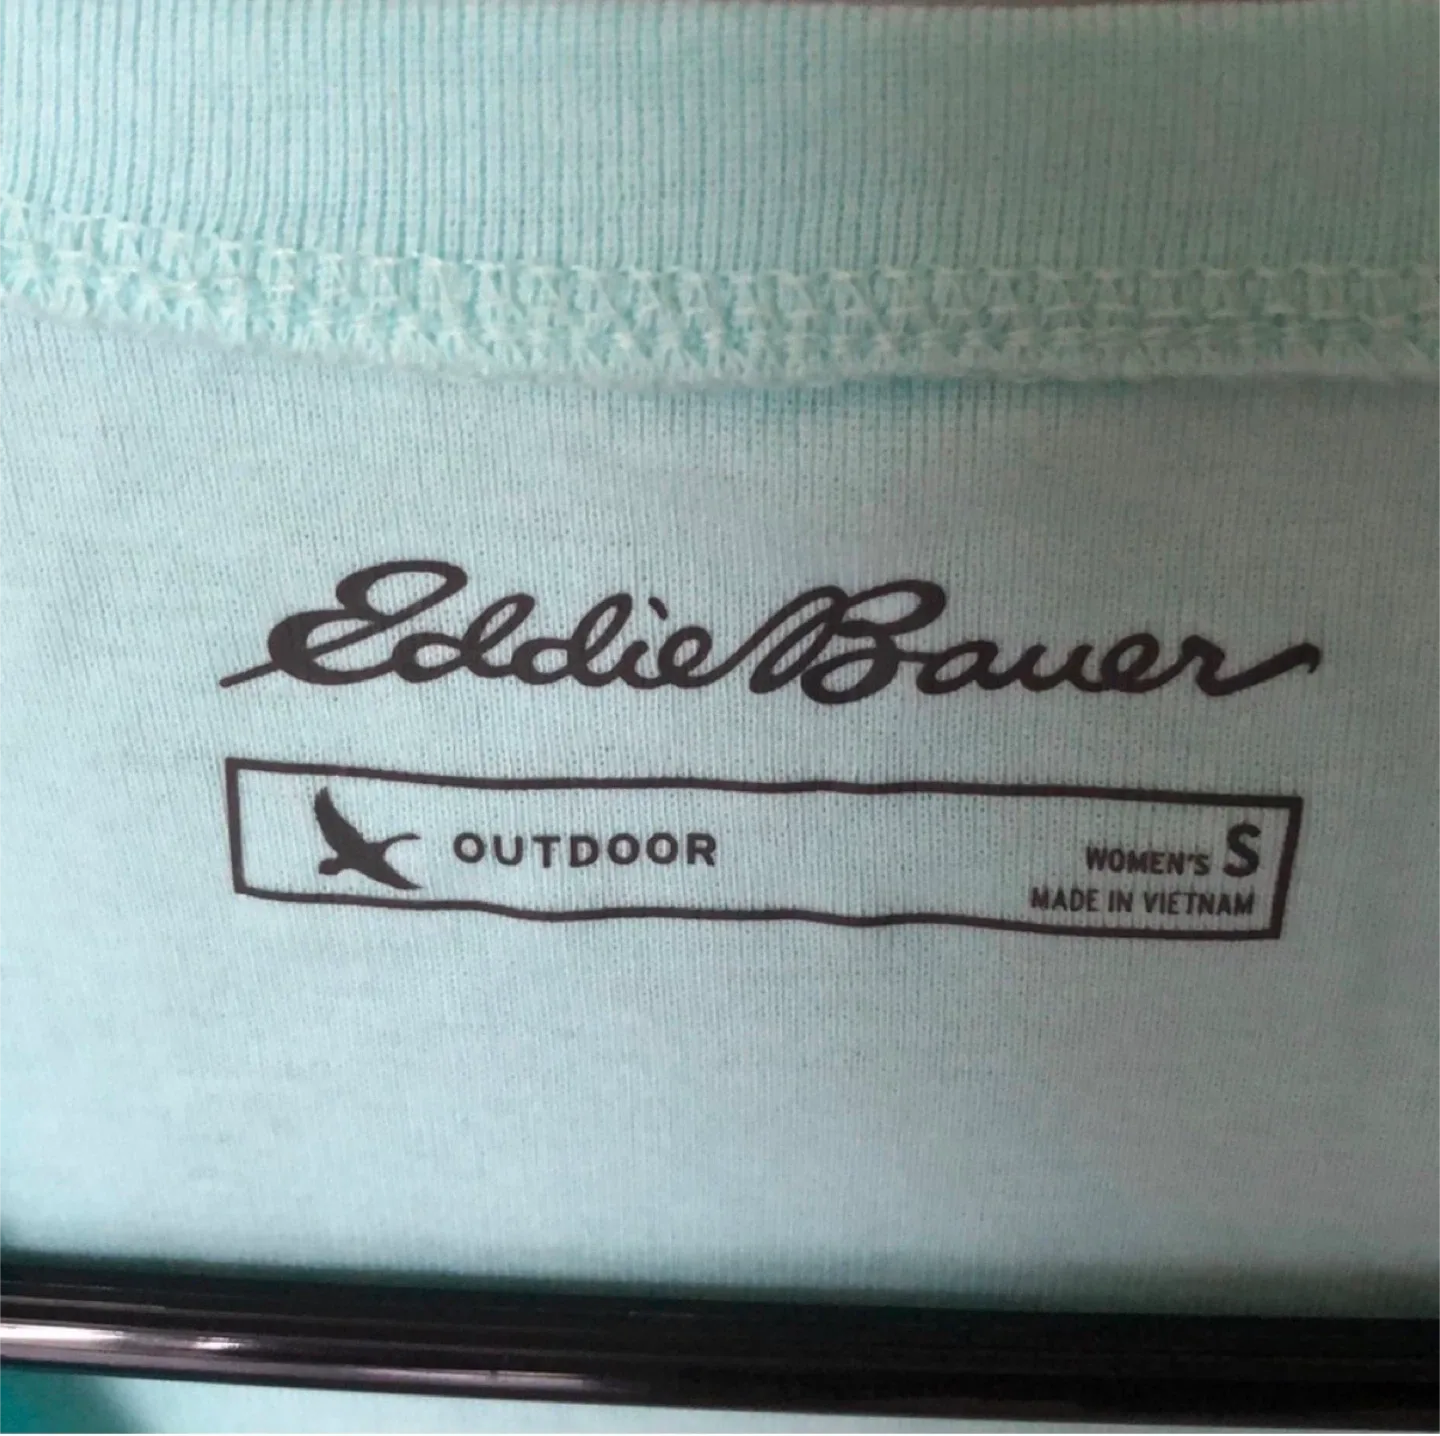 Eddie Bauer
OUTDOOR
WOMEN'S S
MADE IN VIETNAM